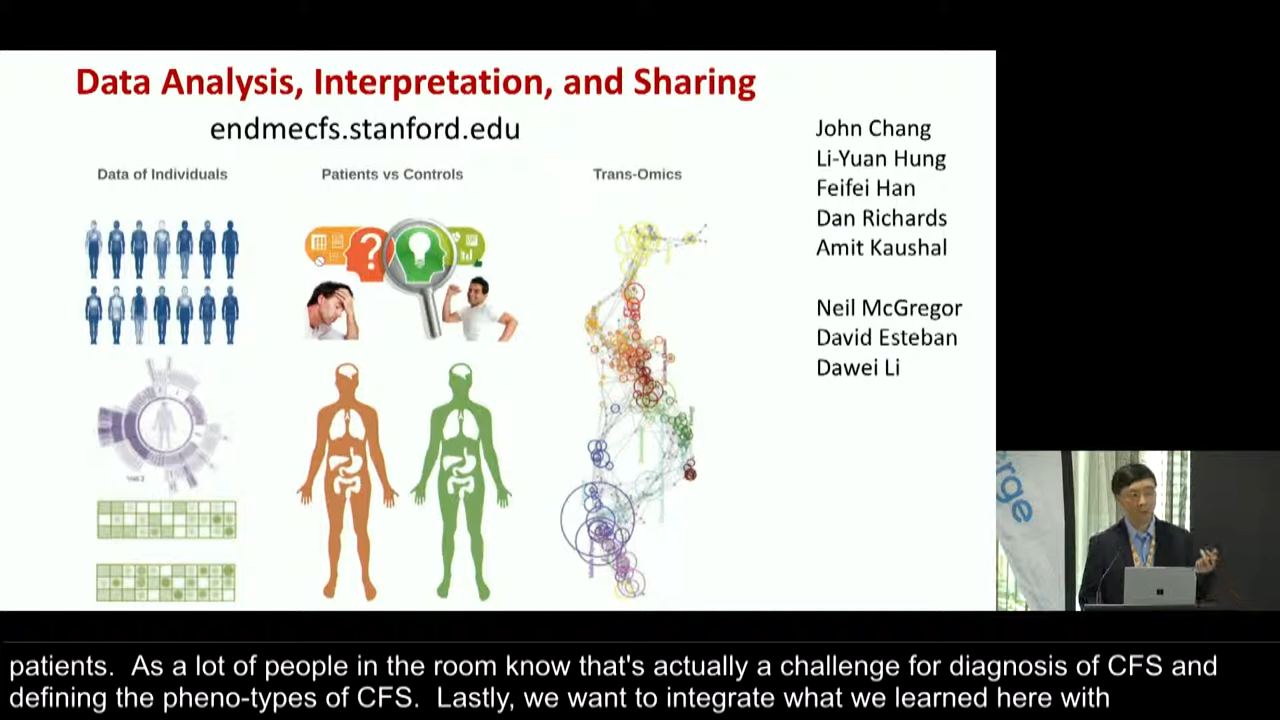 Data Analysis, Interpretation, and Sharing
endmecfs.stanford.edu
Data of Individuals
Patients vs Controls
Trans-Omics
John Chang
Li-Yuan Hung
Feifei Han
Dan Richards
Amit Kaushal
Neil McGregor
David Esteban
Dawei Li
?
erge
patients.  As a lot of people in the room know that's actually a challenge for diagnosis of CFS and
defining the pheno-types of CFS.  Lastly, we want to integrate what we learned here with